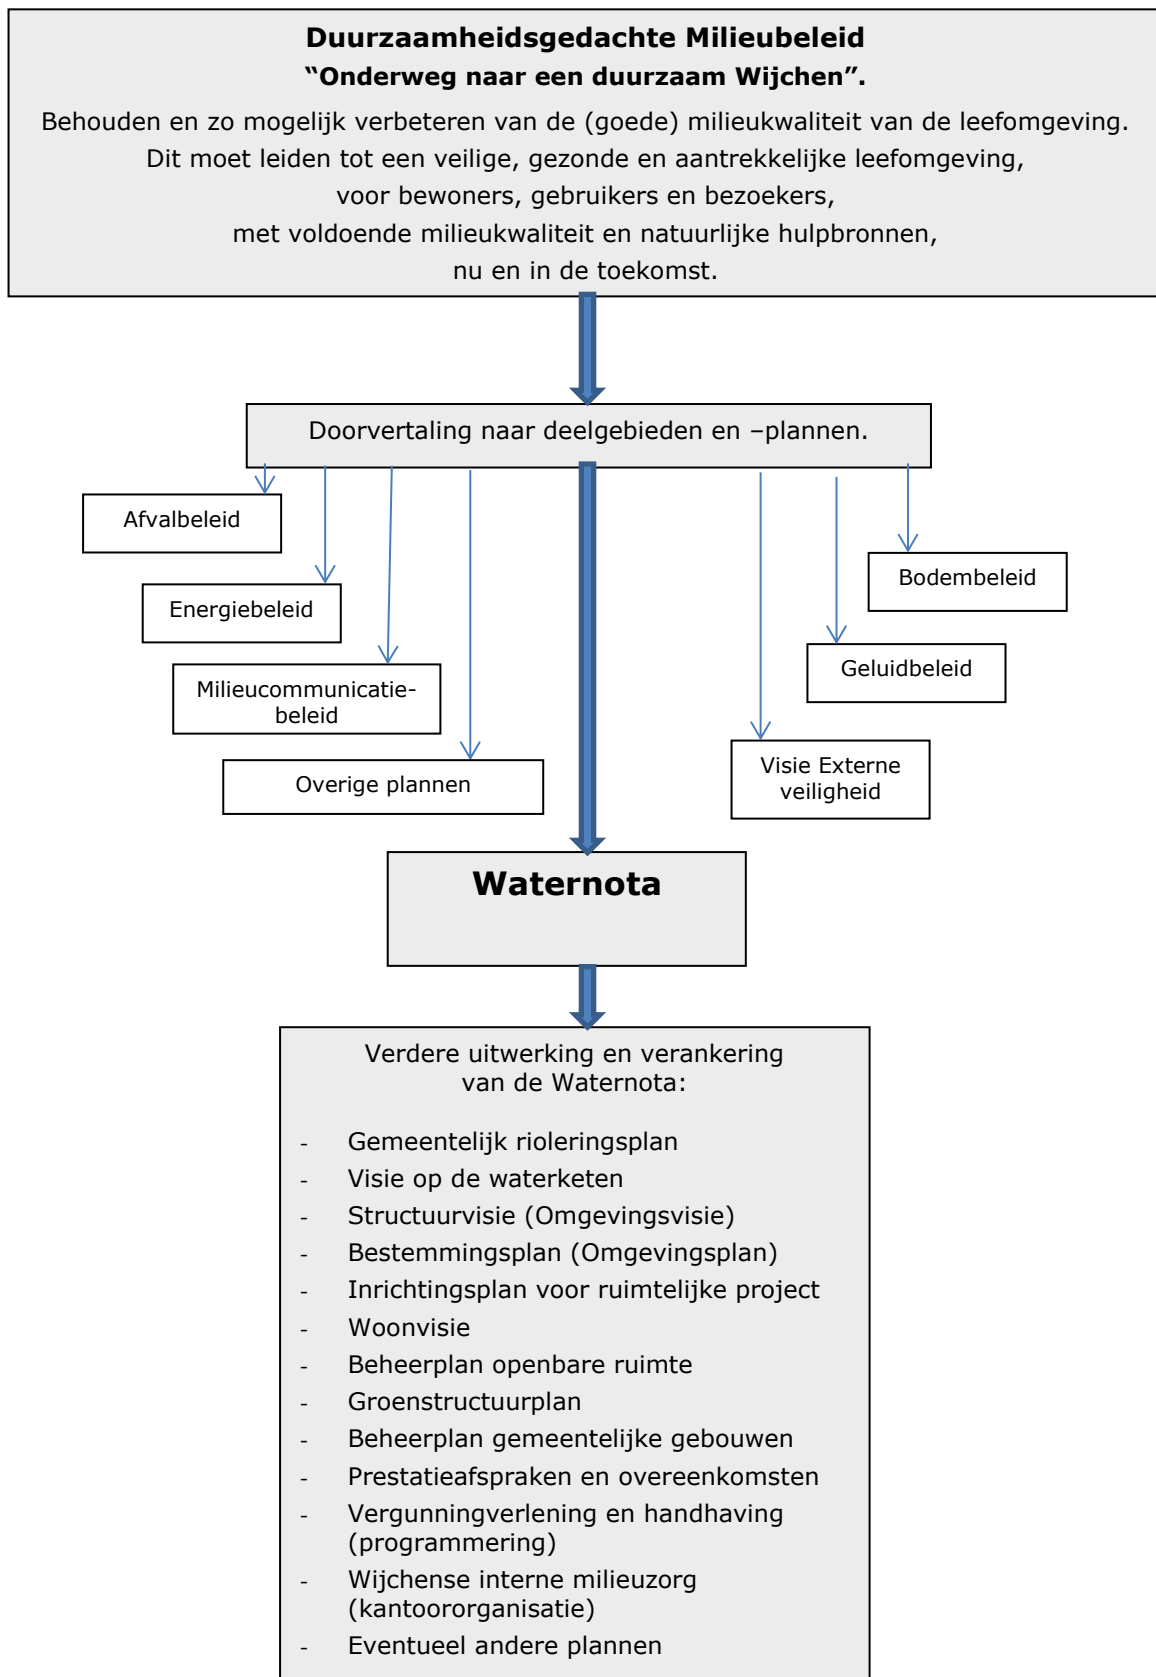 Duurzaamheidsgedachte Milieubeleid
“Onderweg naar een duurzaam Wijchen”.
Behouden en zo mogelijk verbeteren van de (goede) milieukwaliteit van de leefomgeving.
Dit moet leiden tot een veilige, gezonde en aantrekkelijke leefomgeving,
voor bewoners, gebruikers en bezoekers,
met voldoende milieukwaliteit en natuurlijke hulpbronnen,
nu en in de toekomst.
Doorvertaling naar deelgebieden en –plannen.
Afvalbeleid
Energiebeleid
Milieucommunicatie-
beleid
Overige plannen
Bodembeleid
Geluidbeleid
Visie Externe
veiligheid
Waternota
Verdere uitwerking en verankering
van de Waternota:
- Gemeentelijk rioleringsplan
- Visie op de waterketen
- Structuurvisie (Omgevingsvisie)
- Bestemmingsplan (Omgevingsplan)
- Inrichtingsplan voor ruimtelijke project
- Woonvisie
- Beheerplan openbare ruimte
- Groenstructuurplan
- Beheerplan gemeentelijke gebouwen
- Prestatieafspraken en overeenkomsten
- Vergunningverlening en handhaving
(programmering)
- Wijchense interne milieuzorg
(kantoororganisatie)
- Eventueel andere plannen